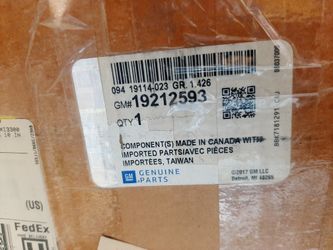 094 19114-023 GR. 1.426
GM# 19212593
QTY 1
COMPONENT(S) MADE IN CANADA WITH
IMPORTED PARTS/AVEC PIÈCES
IMPORTÉES, TAIWAN
GM
GENUINE
PARTS
©2017 GM LLC
Detroit, MI 48265
(US)
FedEx